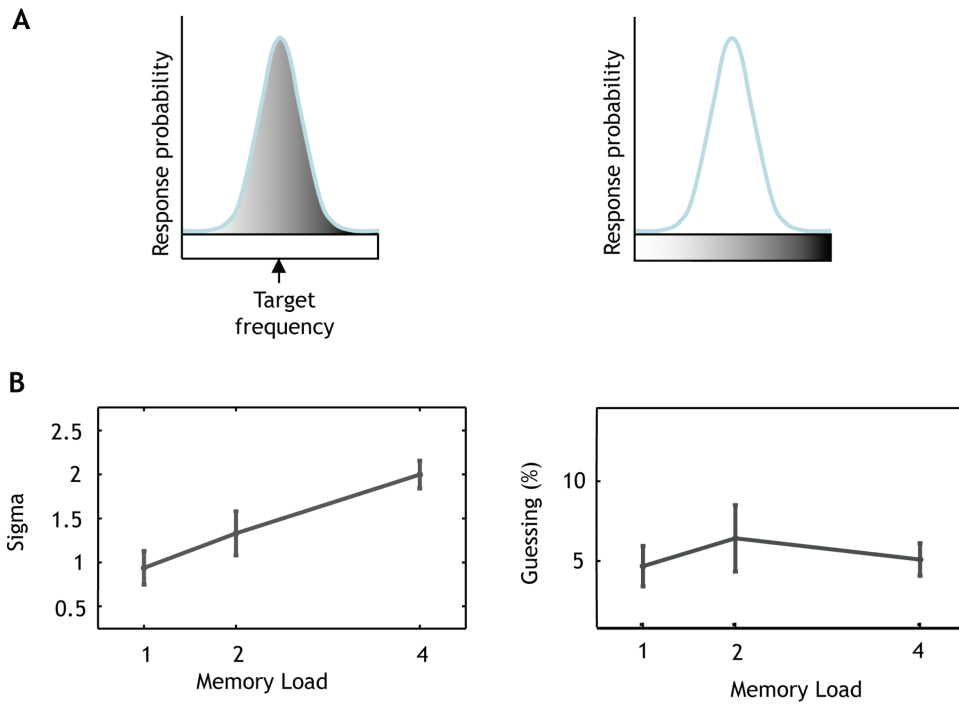 A
Response probability
Target
frequency
Response probability
B
Sigma
2.5
2
1.5
1
0.5
1
2
4
Memory Load
Guessing (%)
10
5
1
2
4
Memory Load